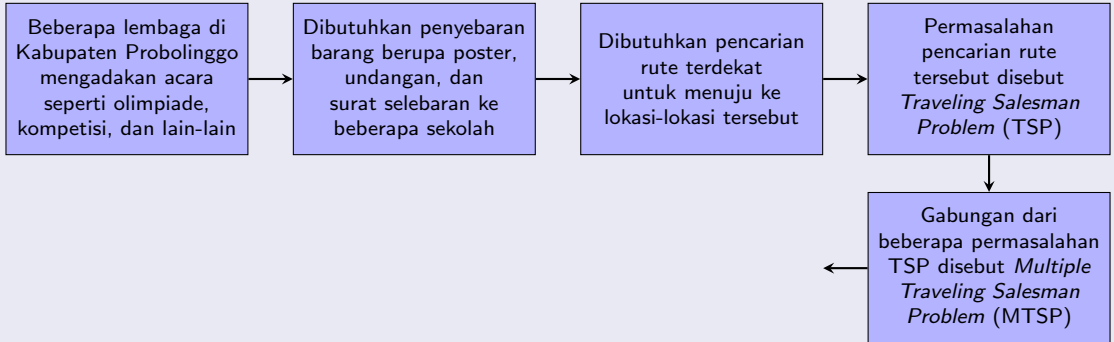 Beberapa lembaga di
Kabupaten Probolinggo
mengadakan acara
seperti olimpiade,
kompetisi, dan lain-lain
Dibutuhkan penyebaran
barang berupa poster,
undangan, dan
surat selebaran ke
beberapa sekolah
Dibutuhkan pencarian
rute terdekat
untuk menuju ke
lokasi-lokasi tersebut
Permasalahan
pencarian rute
tersebut disebut
Traveling Salesman
Problem (TSP)
Gabungan dari
beberapa permasalahan
TSP disebut Multiple
Traveling Salesman
Problem (MTSP)